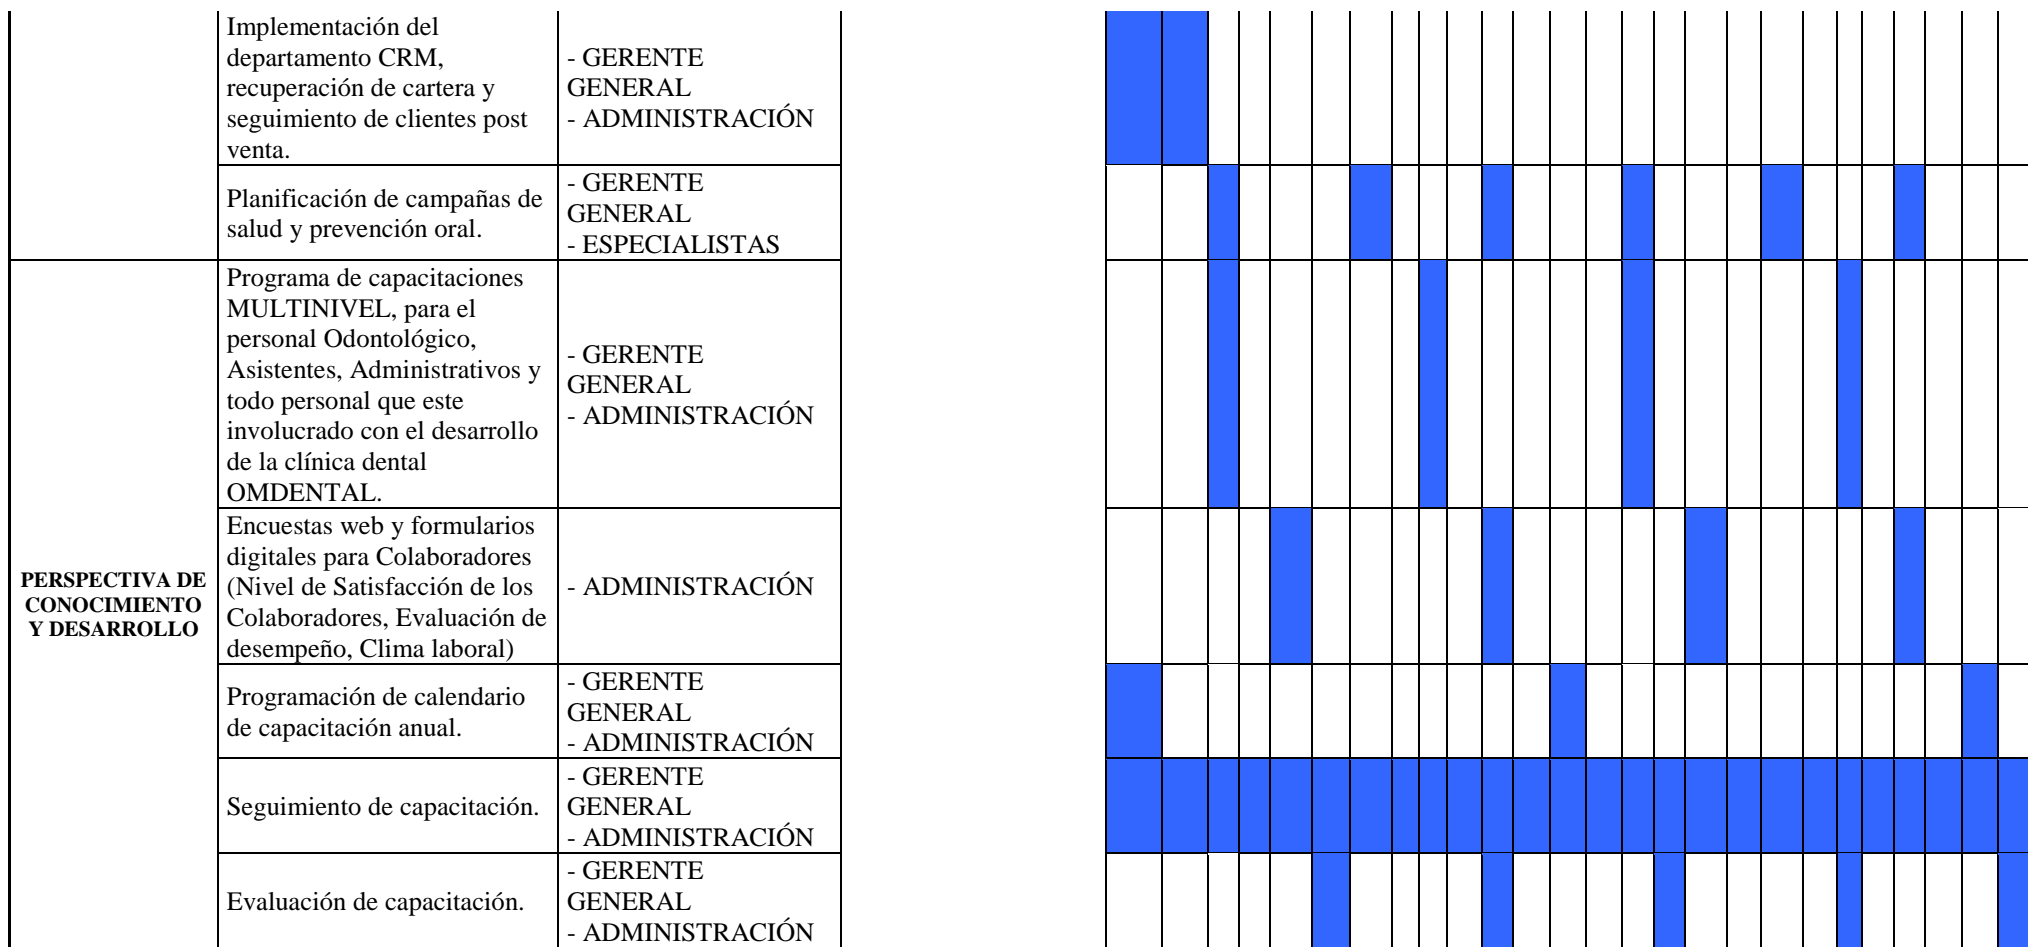 Implementación del
departamento CRM,
recuperación de cartera y
seguimiento de clientes post
venta.
- GERENTE
GENERAL
- ADMINISTRACIÓN
Planificación de campañas de
salud y prevención oral.
- GERENTE
GENERAL
- ESPECIALISTAS
PERSPECTIVA DE
CONOCIMIENTO
Y DESARROLLO
Programa de capacitaciones
MULTINIVEL, para el
personal Odontológico,
Asistentes, Administrativos y
todo personal que este
involucrado con el desarrollo
de la clínica dental
OMDENTAL.
- GERENTE
GENERAL
- ADMINISTRACIÓN
Encuestas web y formularios
digitales para Colaboradores
(Nivel de Satisfacción de los
Colaboradores, Evaluación de
desempeño, Clima laboral)
- ADMINISTRACIÓN
Programación de calendario
de capacitación anual.
- GERENTE
GENERAL
- ADMINISTRACIÓN
Seguimiento de capacitación.
- GERENTE
GENERAL
- ADMINISTRACIÓN
Evaluación de capacitación.
- GERENTE
GENERAL
- ADMINISTRACIÓN